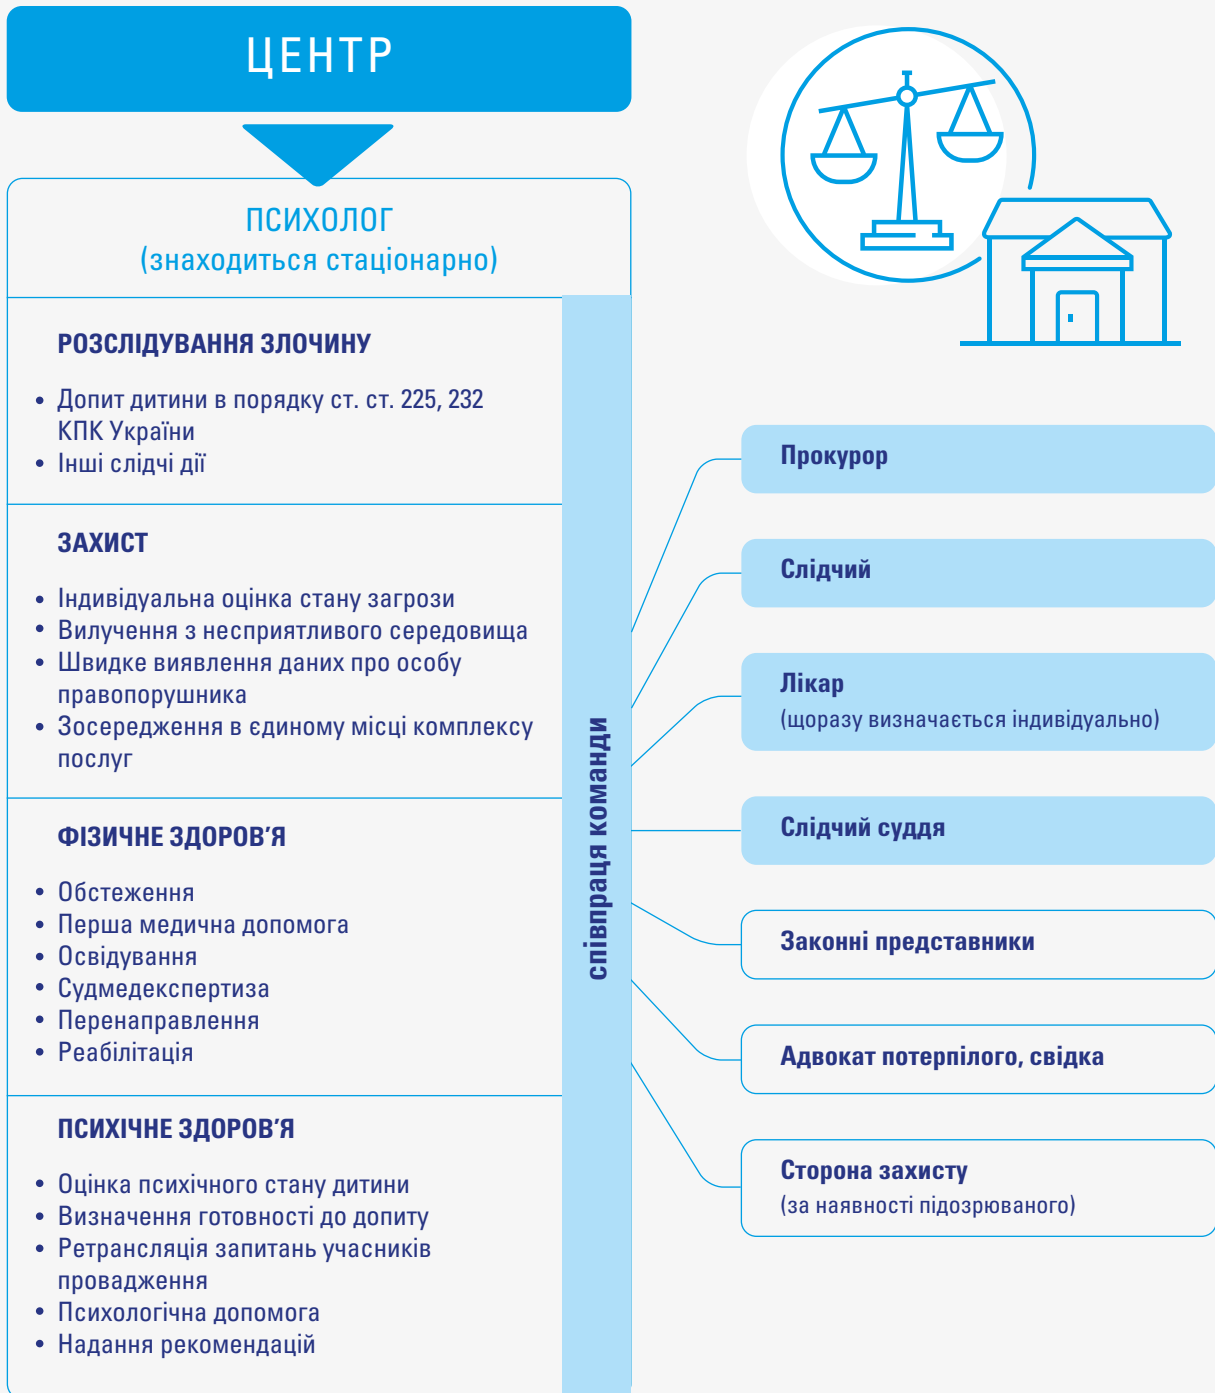 ЦЕНТР
ПСИХОЛОГ
(знаходиться стаціонарно)
РОЗСЛІДУВАННЯ ЗЛОЧИНУ
• Допит дитини в порядку ст. ст. 225, 232
КПК України
• Інші слідчі дії
ЗАХИСТ
• Індивідуальна оцінка стану загрози
• Вилучення з несприятливого середовища
• Швидке виявлення даних про особу
правопорушника
• Зосередження в єдиному місці комплексу
послуг
ФІЗИЧНЕ ЗДОРОВ’Я
• Обстеження
• Перша медична допомога
• Освідування
• Судмедекспертиза
• Перенаправлення
• Реабілітація
ПСИХІЧНЕ ЗДОРОВ’Я
• Оцінка психічного стану дитини
• Визначення готовності до допиту
• Ретрансляція запитань учасників
провадження
• Психологічна допомога
• Надання рекомендацій
співпраця команди
Прокурор
Слідчий
Лікар
(щоразу визначається індивідуально)
Слідчий суддя
Законні представники
Адвокат потерпілого, свідка
Сторона захисту
(за наявності підозрюваного)